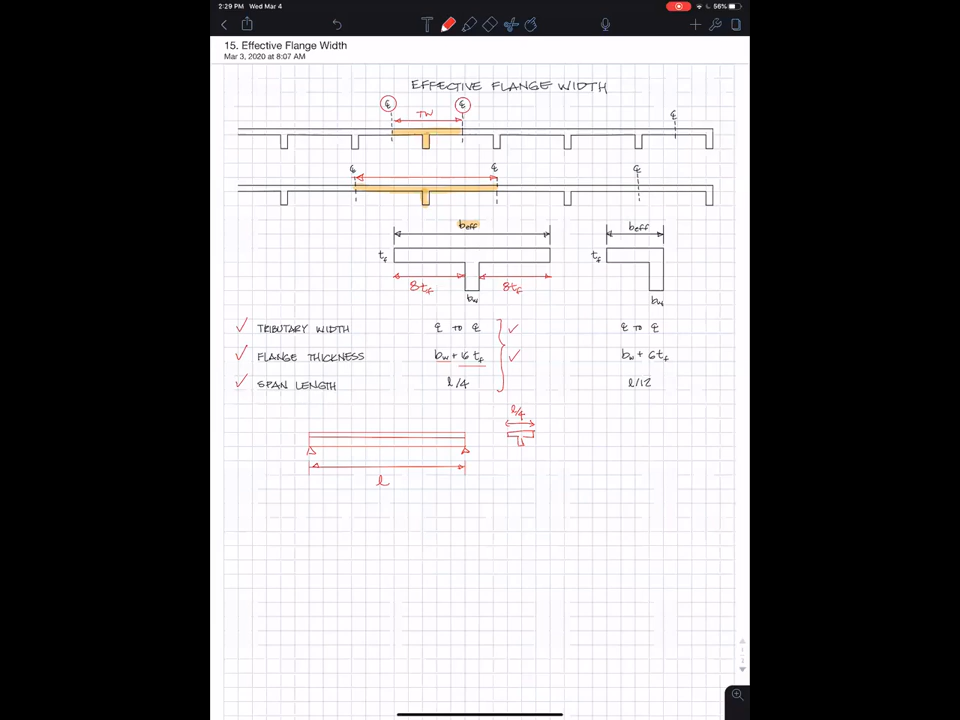 2:29 PM Wed Mar 4
56%
15. Effective Flange Width
Mar 3, 2020 at 8:07 AM
EFFECTIVE FLANGE WIDTH
℄ ℄
TW
℄
℄ ℄ ℄
beff beff
tf tf
8tf 8tf
bw bw
✓ TRIBUTARY WIDTH ℄ TO ℄ ✓ ℄ TO ℄
✓ FLANGE THICKNESS bw + 16 tf ✓ bw + 6tf
✓ SPAN LENGTH l/4 l/12
l/4
l